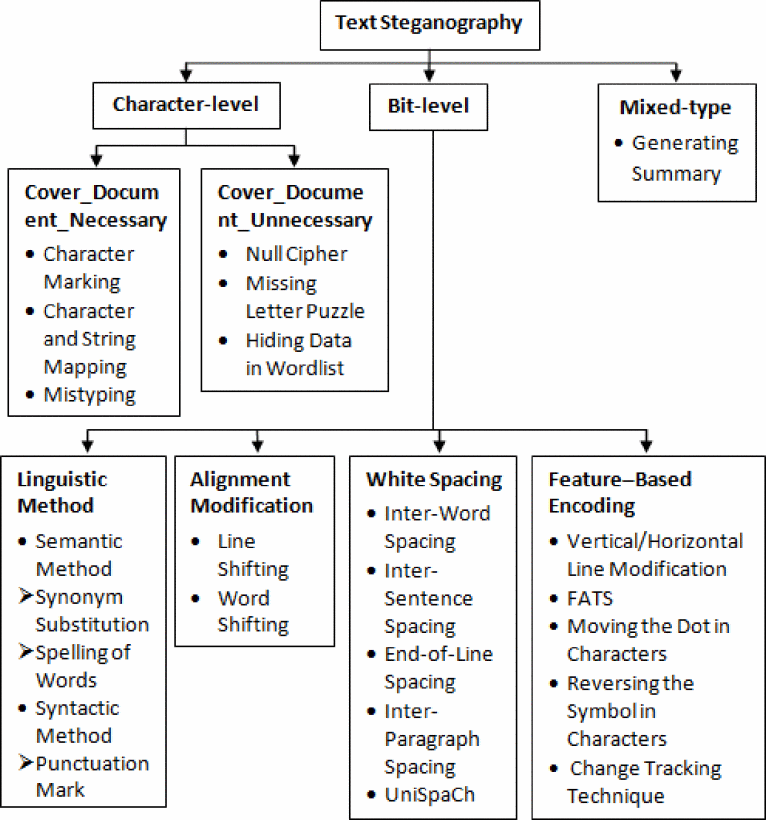 Text Steganography
Character-level
Bit-level
Mixed-type
• Generating
Summary
Cover_Docum
ent_Necessary
• Character
Marking
• Character
and String
Mapping
• Mistyping
Cover_Docume
nt_Unnecessary
• Null Cipher
• Missing
Letter Puzzle
• Hiding Data
in Wordlist
Linguistic
Method
• Semantic
Method
➢Synonym
Substitution
➢Spelling of
Words
• Syntactic
Method
➢Punctuation
Mark
Alignment
Modification
• Line
Shifting
• Word
Shifting
White Spacing
• Inter-Word
Spacing
• Inter-
Sentence
Spacing
• End-of-Line
Spacing
• Inter-
Paragraph
Spacing
• UniSpaCh
Feature–Based
Encoding
• Vertical/Horizontal
Line Modification
• FATS
• Moving the Dot in
Characters
• Reversing the
Symbol in
Characters
• Change Tracking
Technique